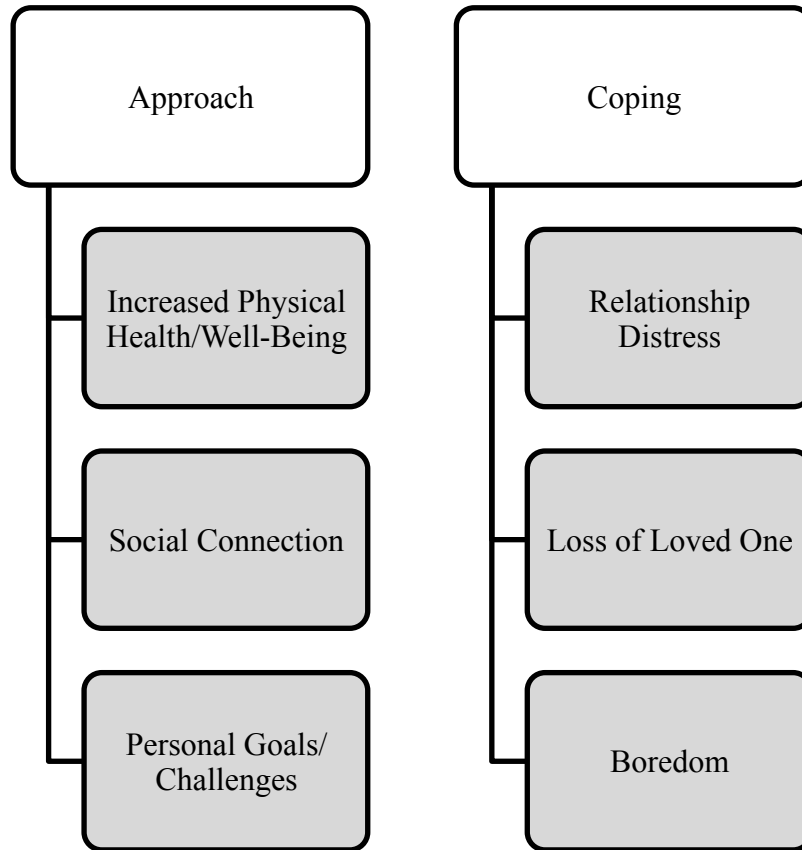 Approach
Increased Physical
Health/Well-Being
Social Connection
Personal Goals/
Challenges
Coping
Relationship
Distress
Loss of Loved One
Boredom